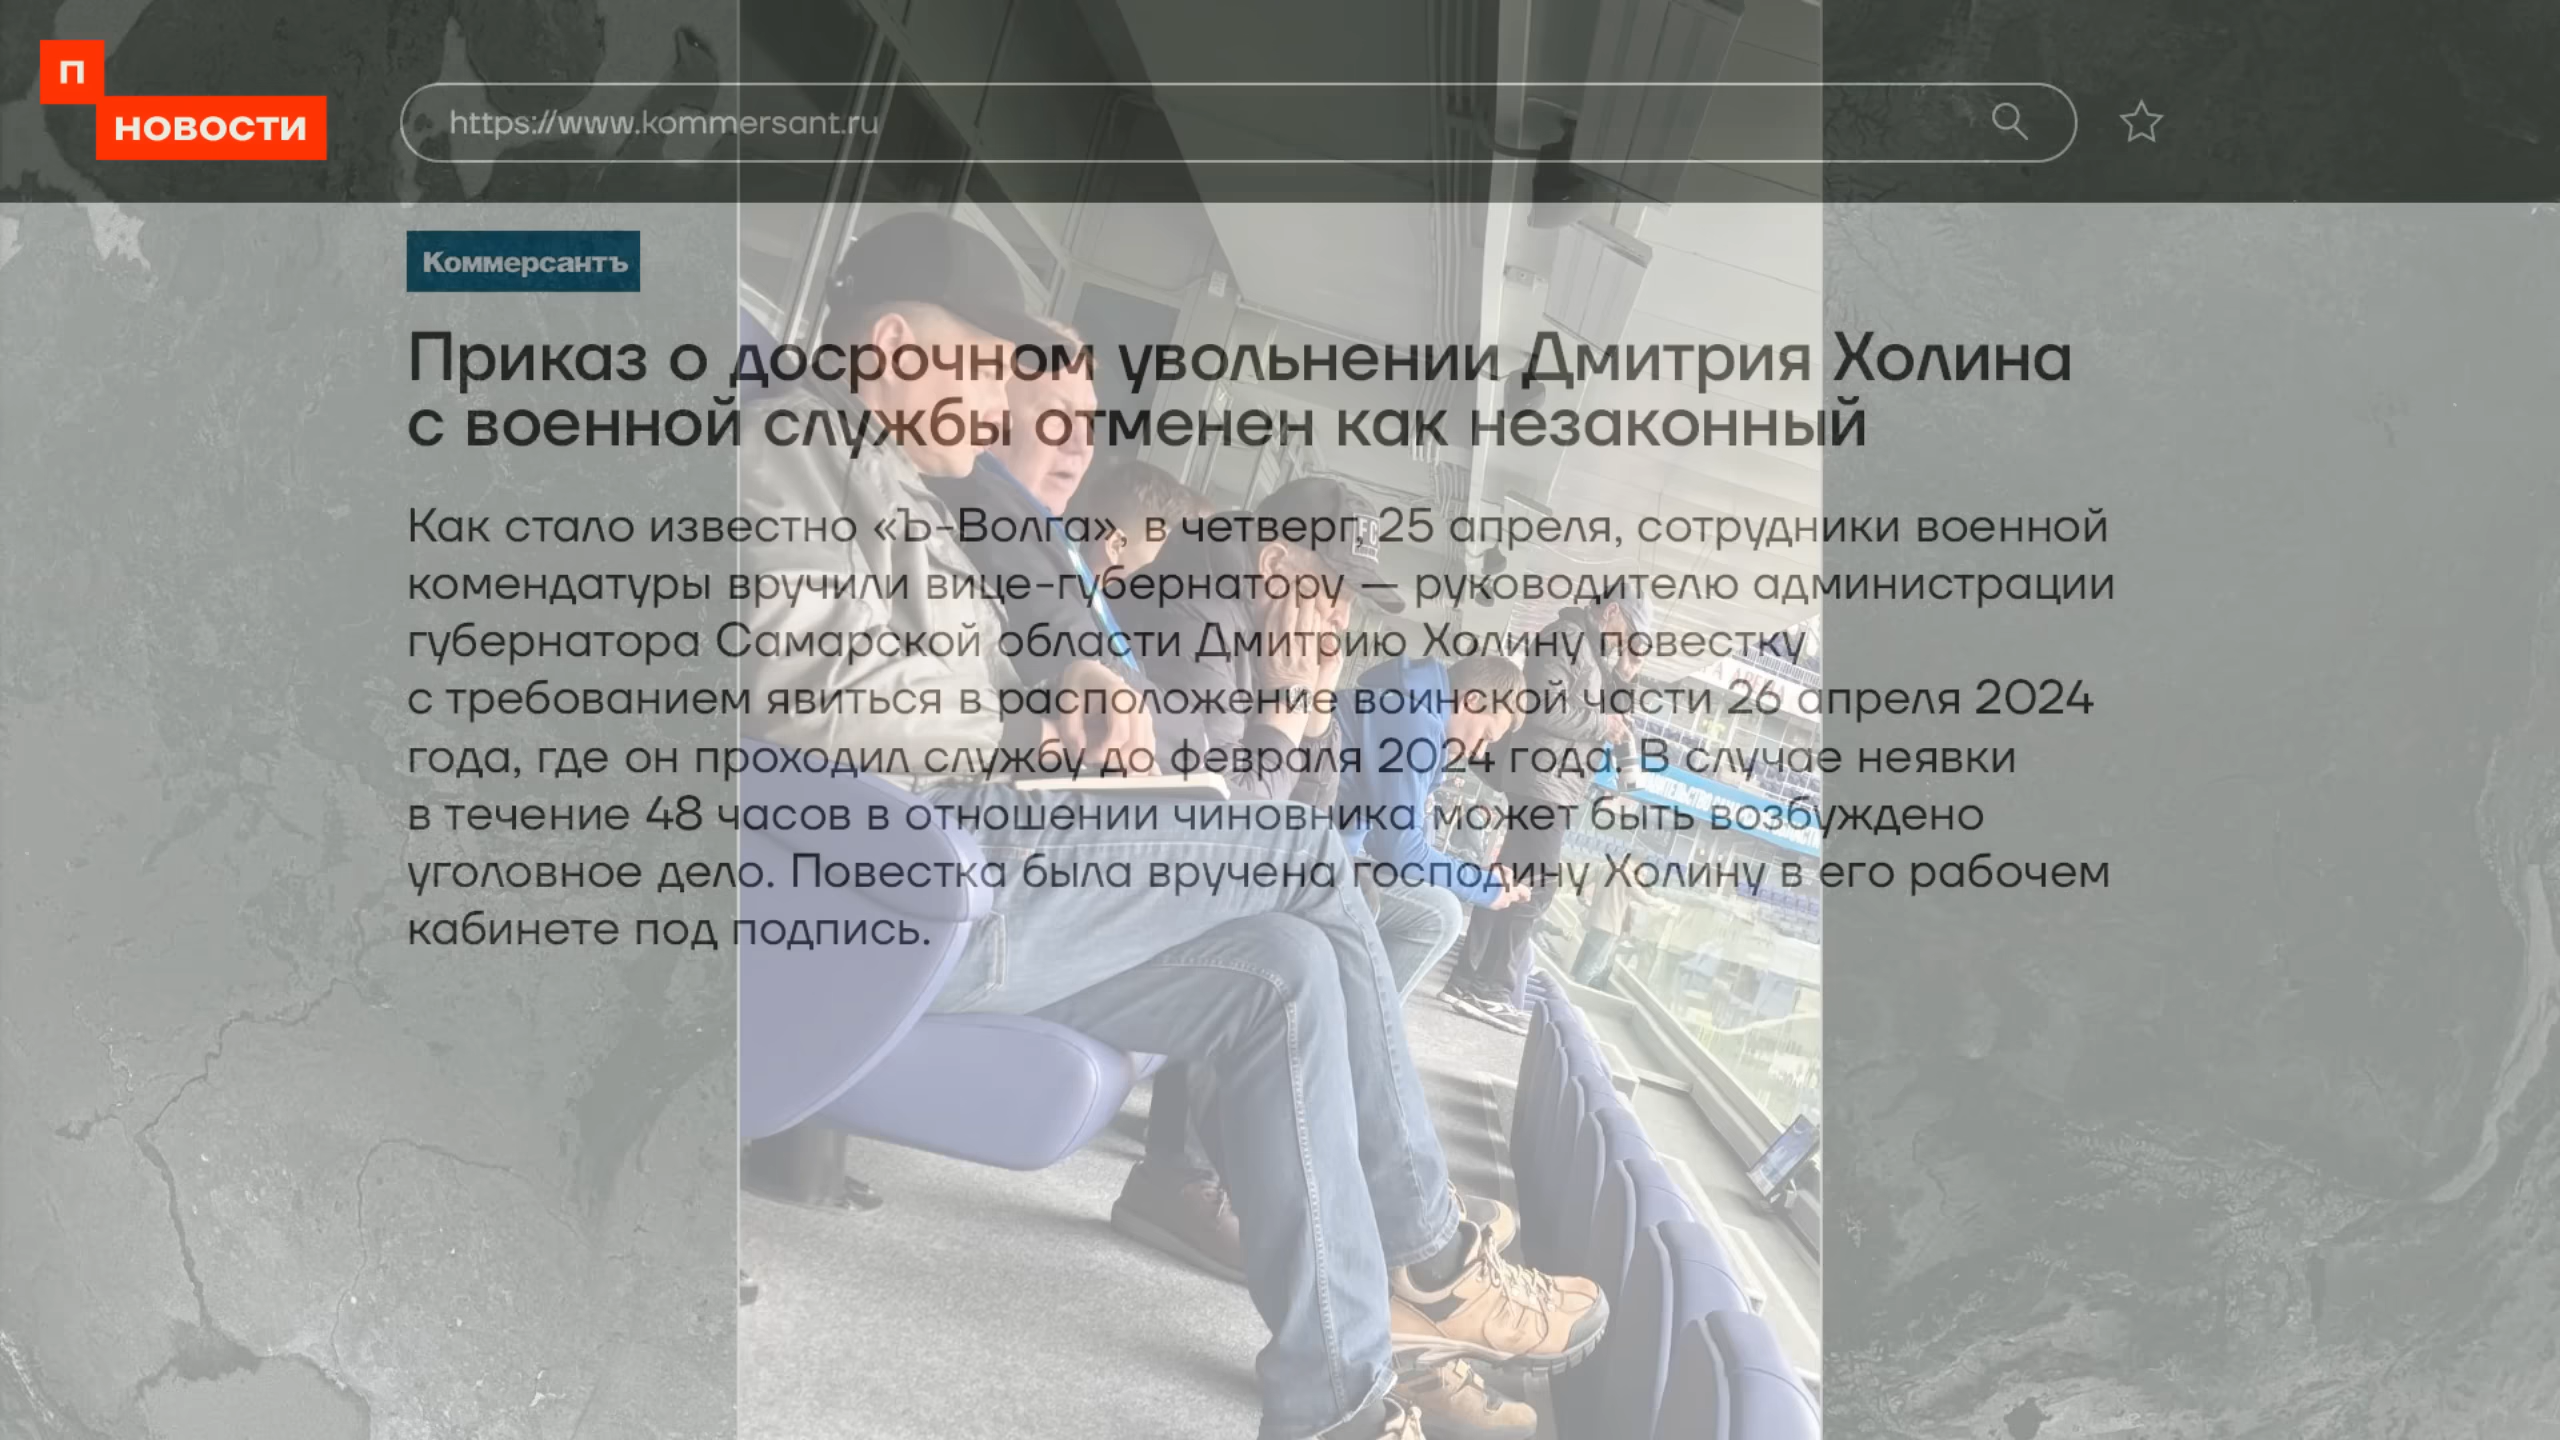 П
НОВОСТИ
https://www.kommersant.ru
Коммерсантъ
Приказ о досрочном увольнении Дмитрия Холина
с военной службы отменен как незаконный
Как стало известно «Ъ-Волга», в четверг, 25 апреля, сотрудники военной
комендатуры вручили вице-губернатору — руководителю администрации
губернатора Самарской области Дмитрию Холину повестку
с требованием явиться в расположение воинской части 26 апреля 2024
года, где он проходил службу до февраля 2024 года. В случае неявки
в течение 48 часов в отношении чиновника может быть возбуждено
уголовное дело. Повестка была вручена господину Холину в его рабочем
кабинете под подпись.